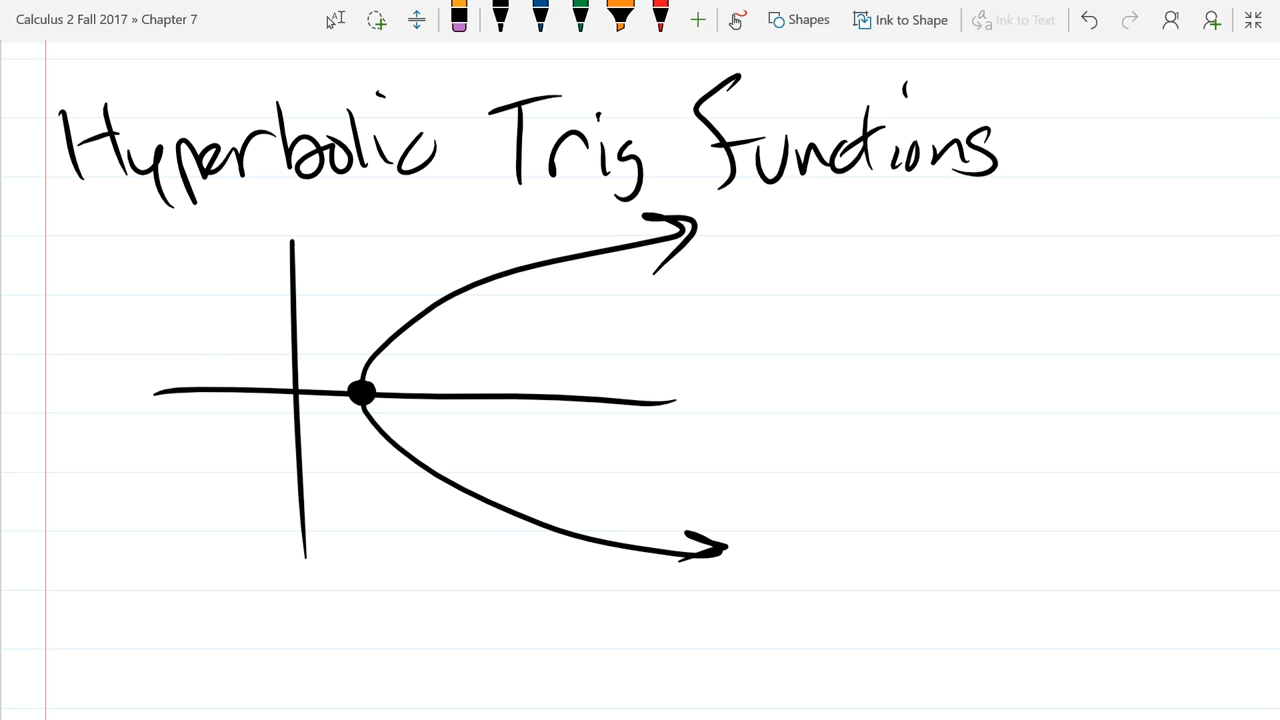 Calculus 2 Fall 2017 » Chapter 7
Shapes
Ink to Shape
Ink to Text
Hyperbolic Trig Functions